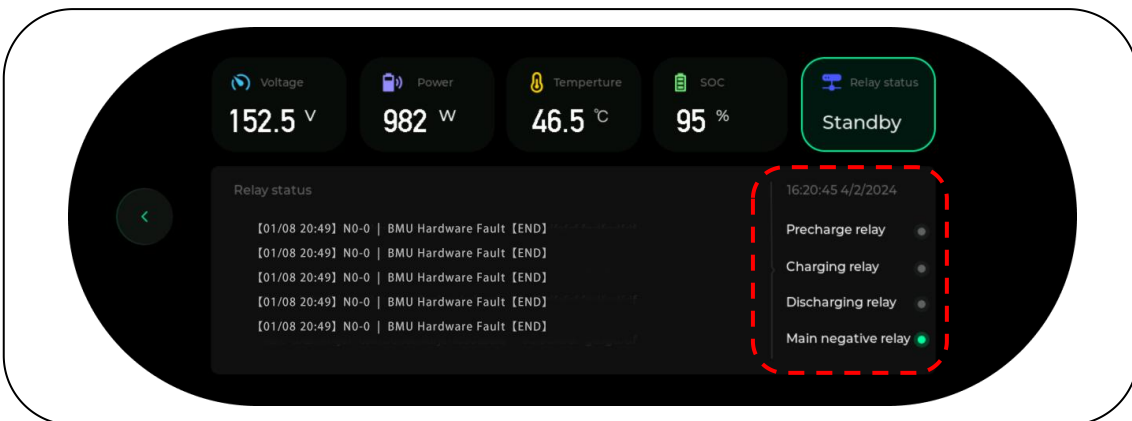 Voltage
152.5 V
Power
982 W
Temperture
46.5 °C
SOC
95 %
Relay status
Standby
Relay status
【01/08 20:49】N0-0 | BMU Hardware Fault【END】
【01/08 20:49】N0-0 | BMU Hardware Fault【END】
【01/08 20:49】N0-0 | BMU Hardware Fault【END】
【01/08 20:49】N0-0 | BMU Hardware Fault【END】
【01/08 20:49】N0-0 | BMU Hardware Fault【END】
16:20:45 4/2/2024
Precharge relay
Charging relay
Discharging relay
Main negative relay